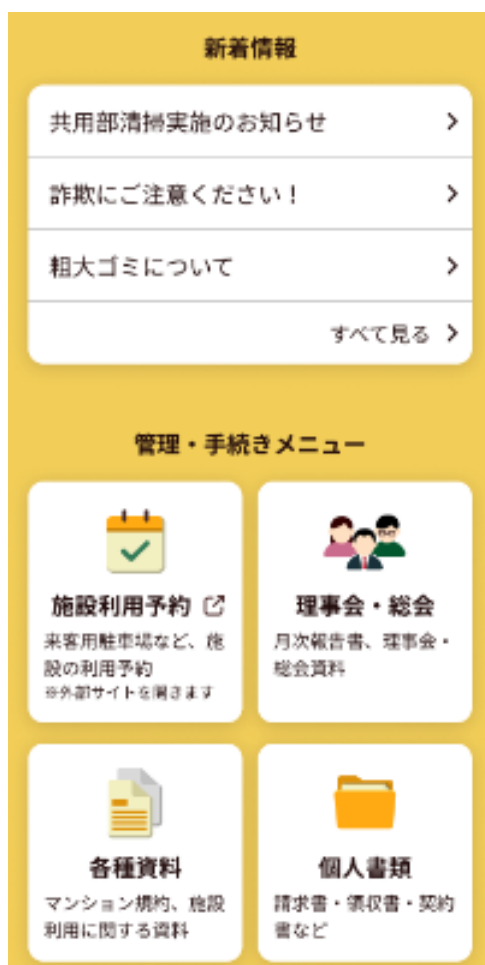 新着情報
共用部清掃実施のお知らせ
詐欺にご注意ください！
粗大ゴミについて
すべて見る
管理・手続きメニュー
施設利用予約
来客用駐車場など、施
設の利用予約
※外部サイトを開きます
理事会・総会
月次報告書、理事会・
総会資料
各種資料
マンション規約、施設
利用に関する資料
個人書類
請求書・領収書・契約
書など